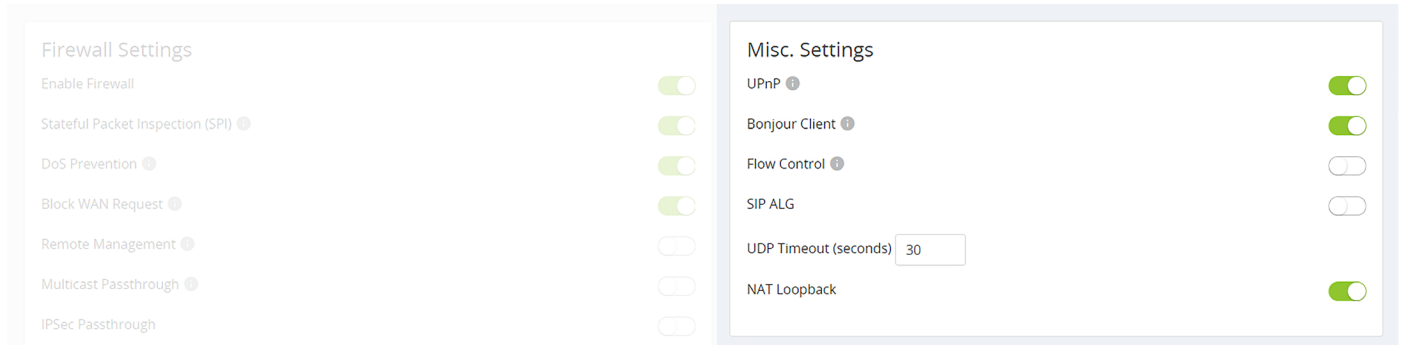 Firewall Settings
Enable Firewall
Stateful Packet Inspection (SPI)
DoS Prevention
Block WAN Request
Remote Management
Multicast Passthrough
IPSec Passthrough
Misc. Settings
UPnP
Bonjour Client
Flow Control
SIP ALG
UDP Timeout (seconds) 30
NAT Loopback